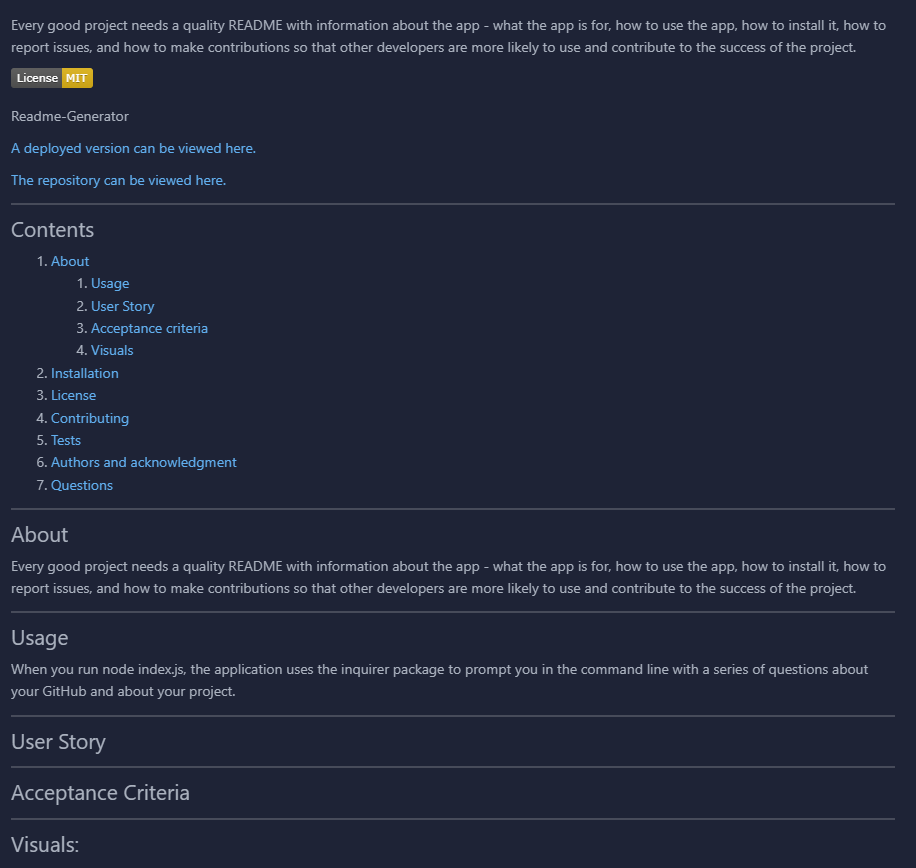 Every good project needs a quality README with information about the app - what the app is for, how to use the app, how to install it, how to
report issues, and how to make contributions so that other developers are more likely to use and contribute to the success of the project.
License MIT
Readme-Generator
A deployed version can be viewed here.
The repository can be viewed here.
Contents
1. About
1. Usage
2. User Story
3. Acceptance criteria
4. Visuals
2. Installation
3. License
4. Contributing
5. Tests
6. Authors and acknowledgment
7. Questions
About
Every good project needs a quality README with information about the app - what the app is for, how to use the app, how to install it, how to
report issues, and how to make contributions so that other developers are more likely to use and contribute to the success of the project.
Usage
When you run node index.js, the application uses the inquirer package to prompt you in the command line with a series of questions about
your GitHub and about your project.
User Story
Acceptance Criteria
Visuals: